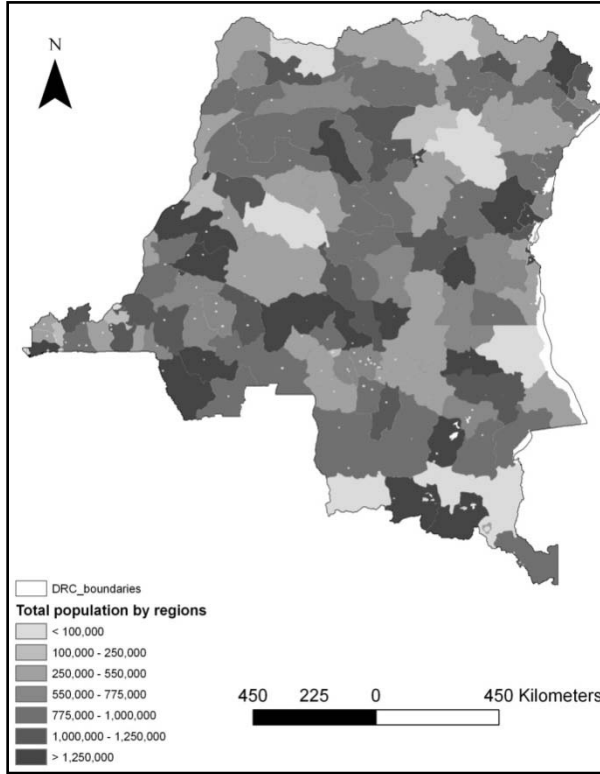 N
DRC_boundaries
Total population by regions
< 100,000
100,000 - 250,000
250,000 - 550,000
550,000 - 775,000
775,000 - 1,000,000
1,000,000 - 1,250,000
> 1,250,000
450 225 0 450 Kilometers